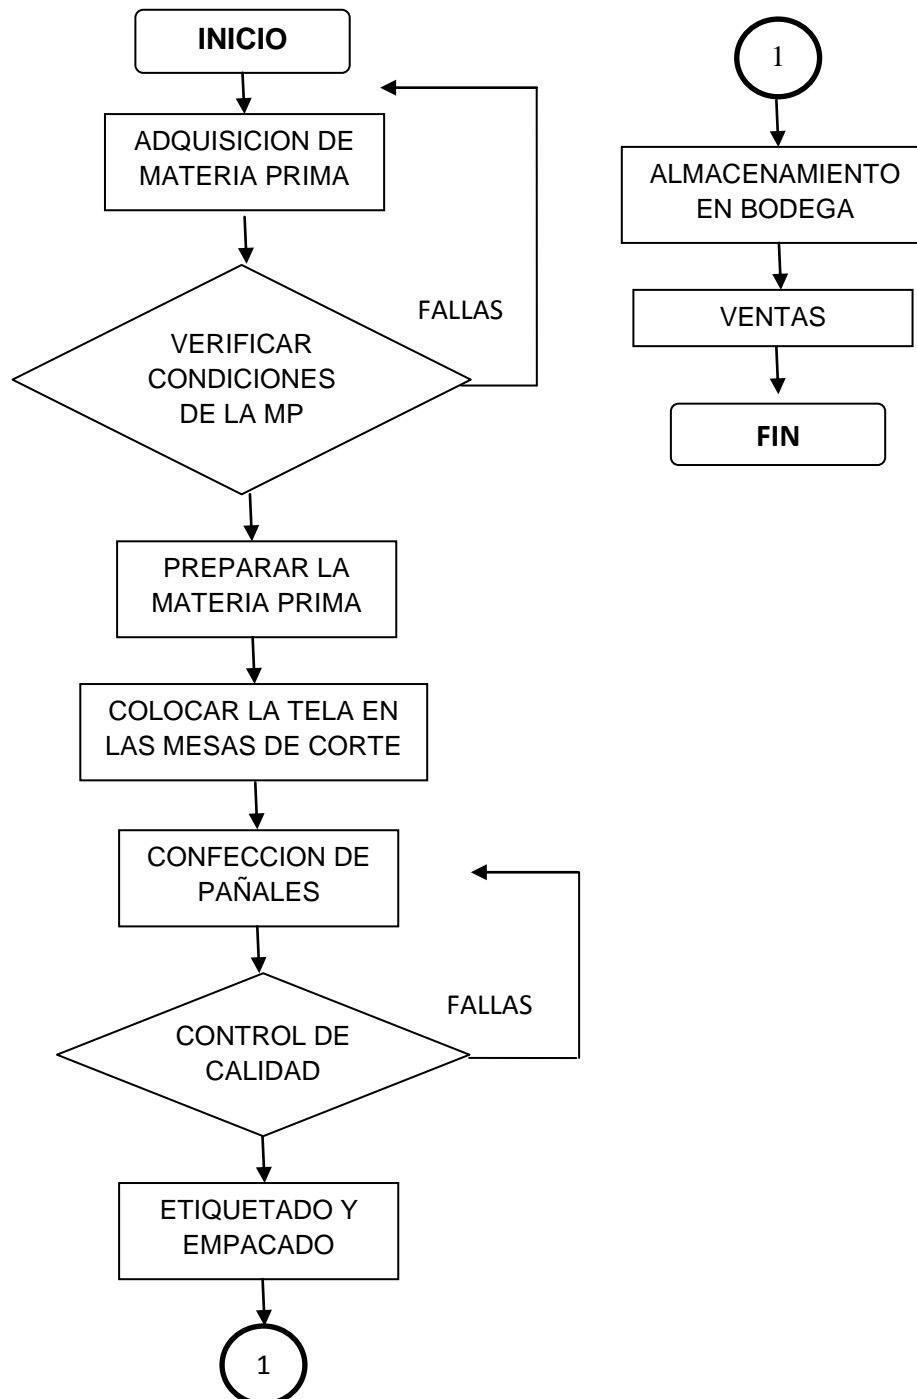 INICIO
ADQUISICION DE
MATERIA PRIMA
FALLAS
VERIFICAR
CONDICIONES
DE LA MP
PREPARAR LA
MATERIA PRIMA
COLOCAR LA TELA EN
LAS MESAS DE CORTE
CONFECCION DE
PAÑALES
FALLAS
CONTROL DE
CALIDAD
ETIQUETADO Y
EMPACADO
1
1
ALMACENAMIENTO
EN BODEGA
VENTAS
FIN